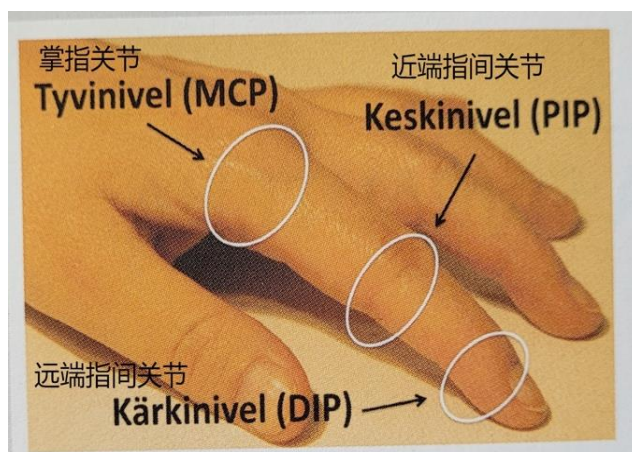 掌指关节
Tyvinivel (MCP)
近端指间关节
Keskinivel (PIP)
远端指间关节
Kärkinivel (DIP)